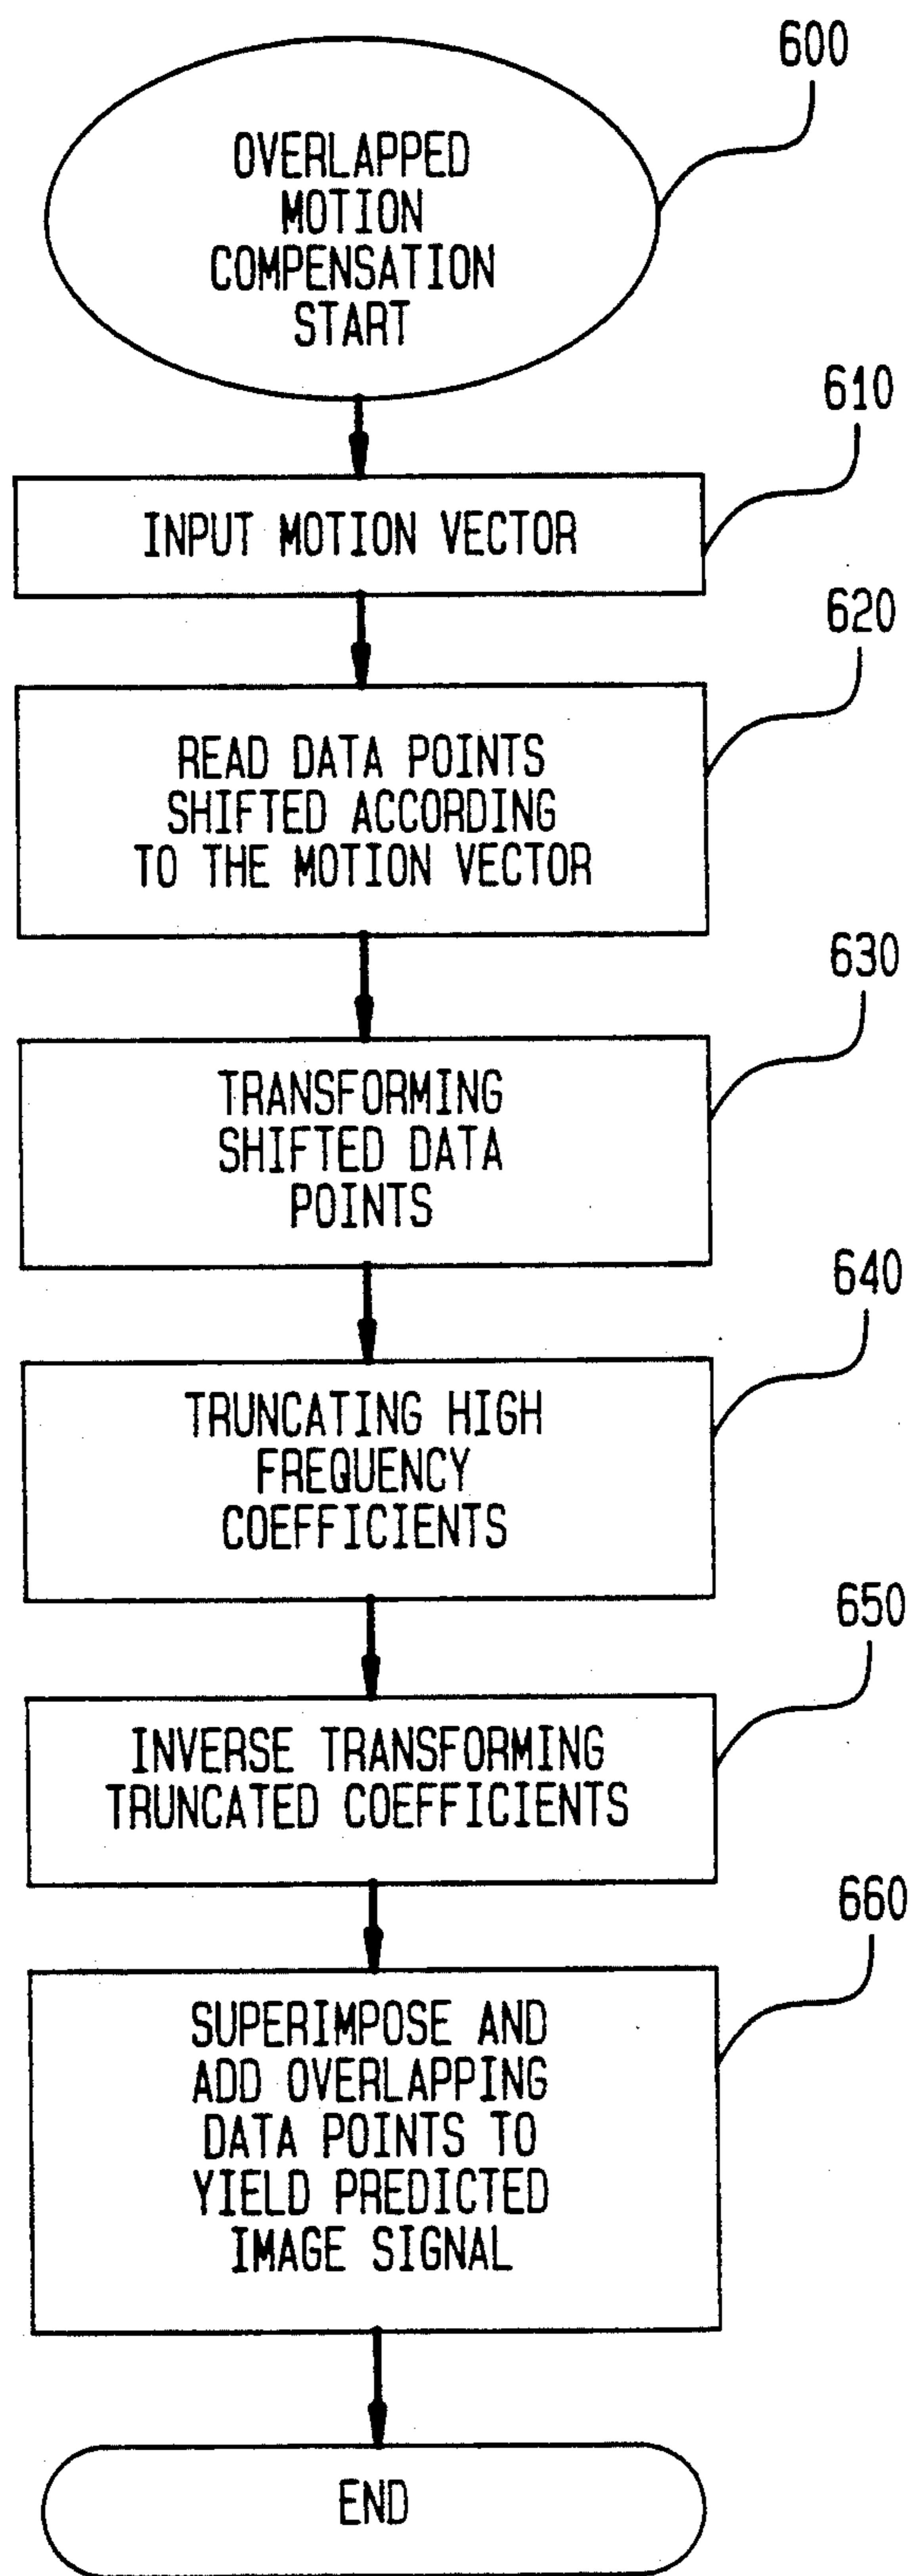 600
OVERLAPPED
MOTION
COMPENSATION
START
610
INPUT MOTION VECTOR
620
READ DATA POINTS
SHIFTED ACCORDING
TO THE MOTION VECTOR
630
TRANSFORMING
SHIFTED DATA
POINTS
640
TRUNCATING HIGH
FREQUENCY
COEFFICIENTS
650
INVERSE TRANSFORMING
TRUNCATED COEFFICIENTS
660
SUPERIMPOSE AND
ADD OVERLAPPING
DATA POINTS TO
YIELD PREDICTED
IMAGE SIGNAL
END